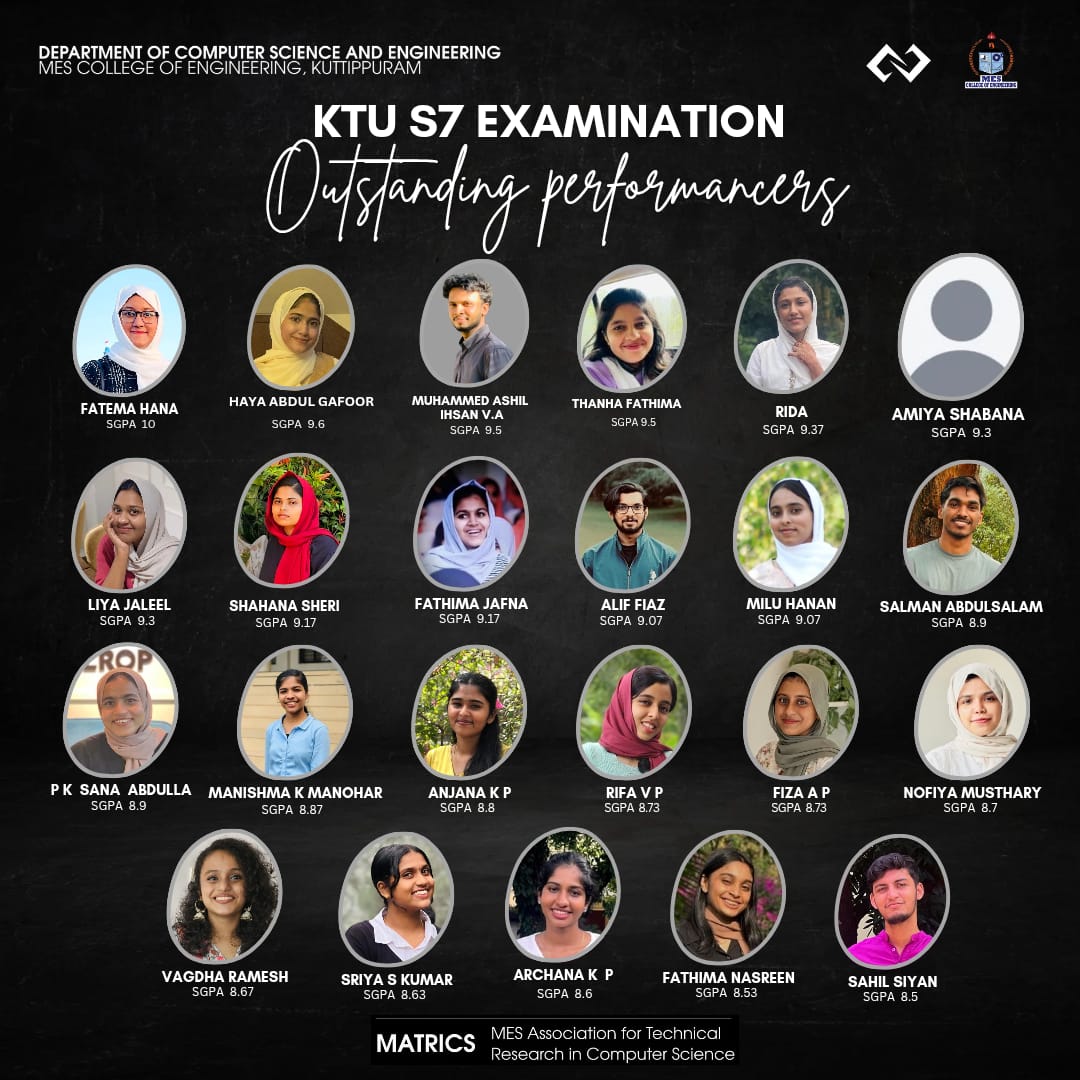 DEPARTMENT OF COMPUTER SCIENCE AND ENGINEERING
MES COLLEGE OF ENGINEERING, KUTTIPPURAM
MES
COLLEGE OF ENGINEERING
KTU S7 EXAMINATION
Outstanding performancers
FATEMA HANA
SGPA 10
HAYA ABDUL GAFOOR
SGPA 9.6
MUHAMMED ASHIL
IHSAN V.A
SGPA 9.5
THANHA FATHIMA
SGPA 9.5
RIDA
SGPA 9.37
AMIYA SHABANA
SGPA 9.3
LIYA JALEEL
SGPA 9.3
SHAHANA SHERI
SGPA 9.17
FATHIMA JAFNA
SGPA 9.17
ALIF FIAZ
SGPA 9.07
MILU HANAN
SGPA 9.07
SALMAN ABDULSALAM
SGPA 8.9
CROP
P K SANA ABDULLA
SGPA 8.9
MANISHMA K MANOHAR
SGPA 8.87
ANJANA K P
SGPA 8.8
RIFA V P
SGPA 8.73
FIZA A P
SGPA 8.73
NOFIYA MUSTHARY
SGPA 8.7
VAGDHA RAMESH
SGPA 8.67
SRIYA S KUMAR
SGPA 8.63
ARCHANA K P
SGPA 8.6
FATHIMA NASREEN
SGPA 8.53
SAHIL SIYAN
SGPA 8.5
MATRICS
MES Association for Technical
Research in Computer Science